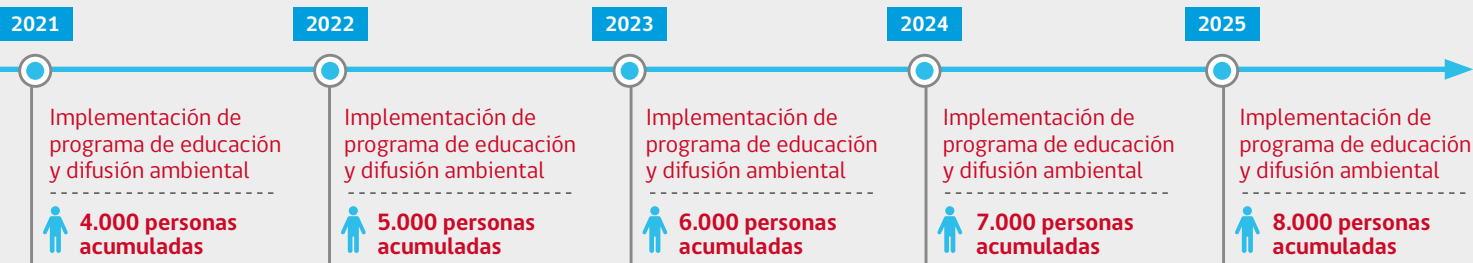 2021
Implementación de
programa de educación
y difusión ambiental
4.000 personas
acumuladas
2022
Implementación de
programa de educación
y difusión ambiental
5.000 personas
acumuladas
2023
Implementación de
programa de educación
y difusión ambiental
6.000 personas
acumuladas
2024
Implementación de
programa de educación
y difusión ambiental
7.000 personas
acumuladas
2025
Implementación de
programa de educación
y difusión ambiental
8.000 personas
acumuladas